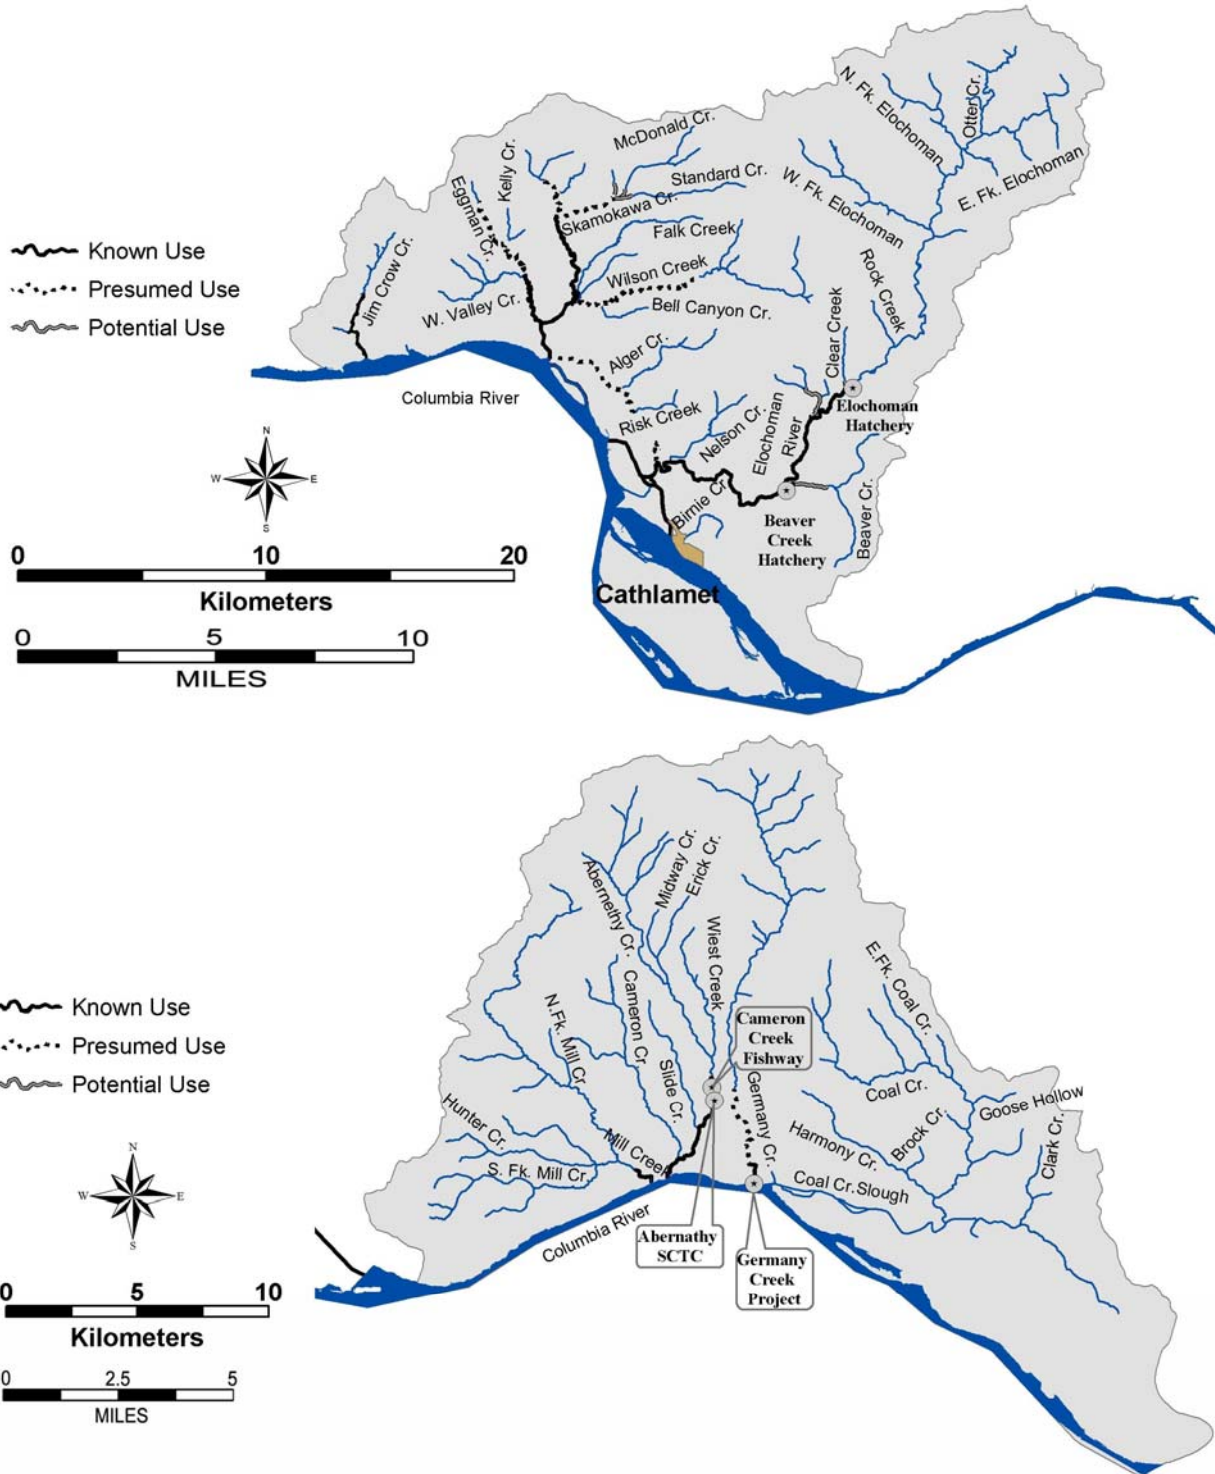 N. Fk. Elochoman
Otter Cr.
McDonald Cr.
Kelly Cr.
Standard Cr.
E. Fk. Elochoman
Eggman Cr.
W. Fk. Elochoman
Skamokawa Cr.
Known Use
Jim Crow Cr.
Falk Creek
Presumed Use
Wilson Creek
Rock Creek
Potential Use
W. Valley Cr.
Bell Canyon Cr.
Clear Creek
Alger Cr.
Columbia River
Risk Creek
Nelson Cr.
Elochoman
River
Elochoman
Hatchery
N
W
E
S
Birnie Cr.
Beaver
Creek
Hatchery
Beaver Cr.
0 10 20
Kilometers
Cathlamet
0 5 10
MILES
Midway Cr.
Erick Cr.
Abernethy Cr.
Wiest Creek
E.Fk. Coal Cr.
Known Use
Cameron Cr.
N.Fk. Mill Cr.
Cameron
Creek
Fishway
Presumed Use
Potential Use
Slide Cr.
Germany Cr.
Coal Cr.
Goose Hollow
Hunter Cr.
Mill Creek
Harmony Cr.
Brock Cr.
Clark Cr.
S. Fk. Mill Cr.
Coal Cr.Slough
N
W
E
S
Columbia River
Abernathy
SCTC
Germany
Creek
Project
0 5 10
Kilometers
0 2.5 5
MILES